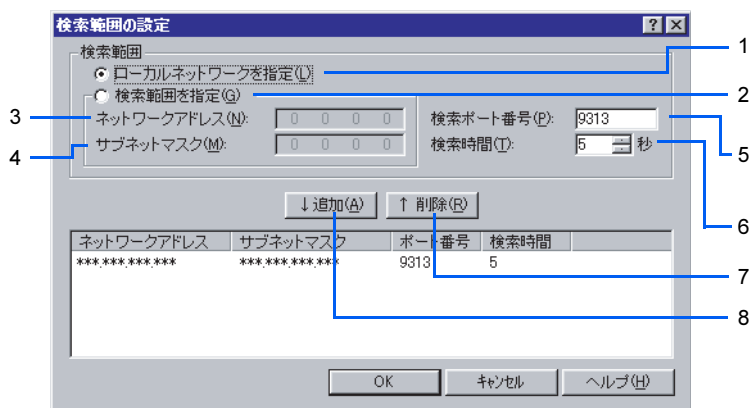 検索範囲の設定
検索範囲
ローカルネットワークを指定(L)
1
検索範囲を指定(G)
2
3
ネットワークアドレス(N):
0 0 0 0
検索ポート番号(P):
9313
5
4
サブネットマスク(M):
0 0 0 0
検索時間(T):
5
秒
6
↓追加(A)
↑削除(R)
ネットワークアドレス サブネットマスク ポート番号 検索時間
***.***.***.*** ***.***.***.*** 9313 5
7
8
OK
キャンセル
ヘルプ(H)